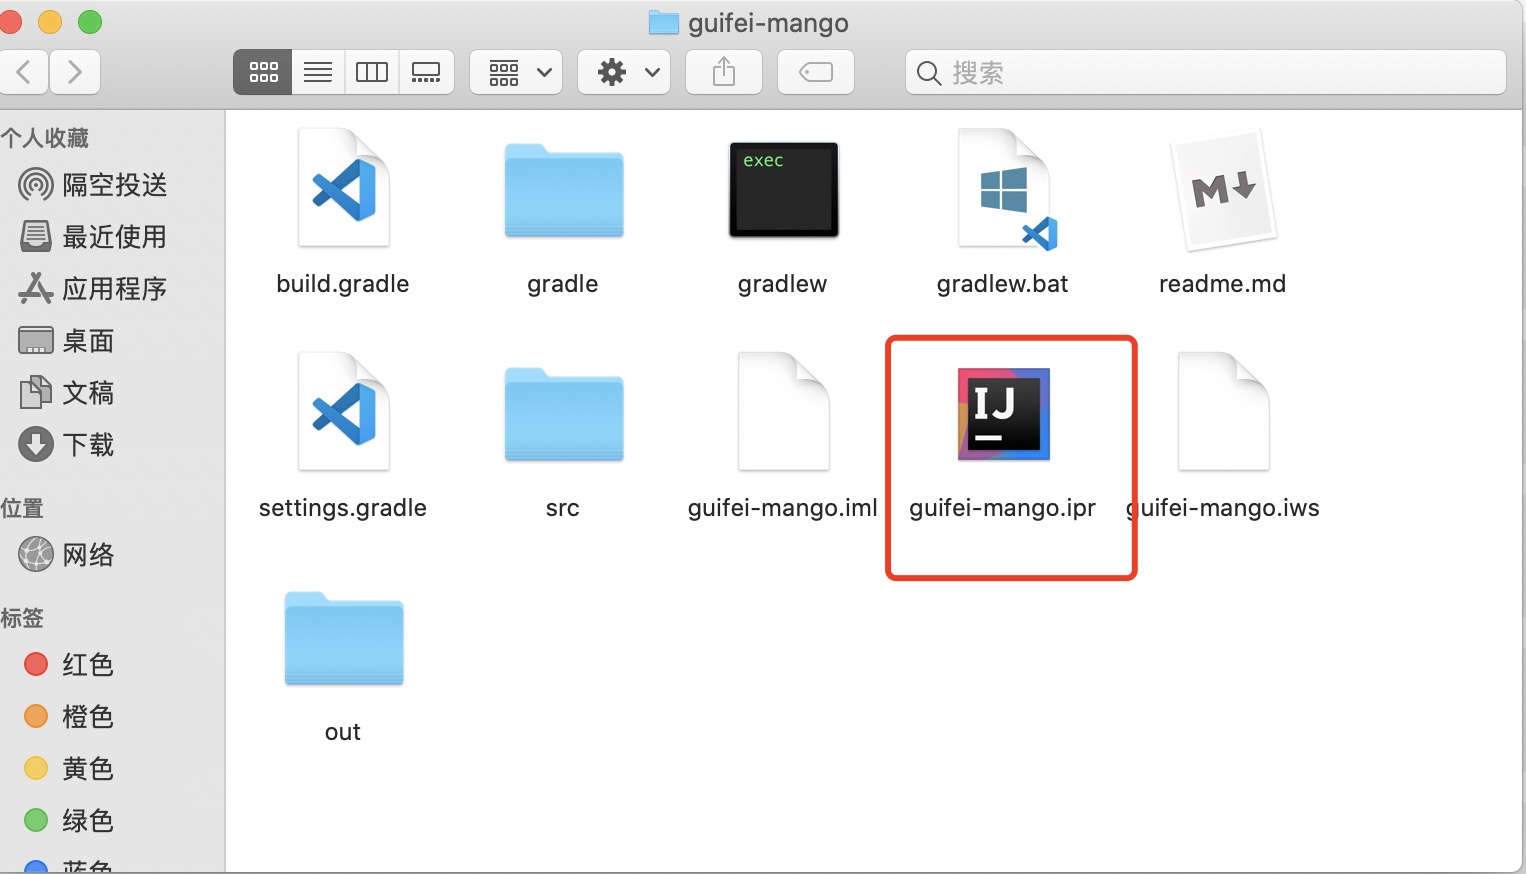 guifei-mango
搜索
个人收藏
隔空投送
最近使用
应用程序
桌面
文稿
下载
位置
网络
标签
红色
橙色
黄色
绿色
蓝色
exec
M
build.gradle
gradle
gradlew
gradlew.bat
readme.md
IJ
settings.gradle
src
guifei-mango.iml
guifei-mango.ipr
guifei-mango.iws
out